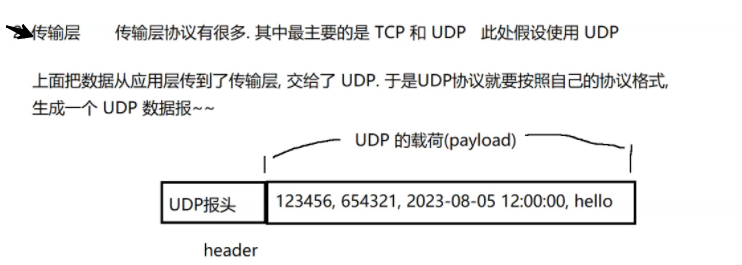 传输层 传输层协议有很多. 其中最主要的是 TCP 和 UDP 此处假设使用 UDP
上面把数据从应用层传到了传输层, 交给了 UDP. 于是UDP协议就要按照自己的协议格式,
生成一个 UDP 数据报~~
UDP 的载荷(payload)
UDP报头 123456, 654321, 2023-08-05 12:00:00, hello
header